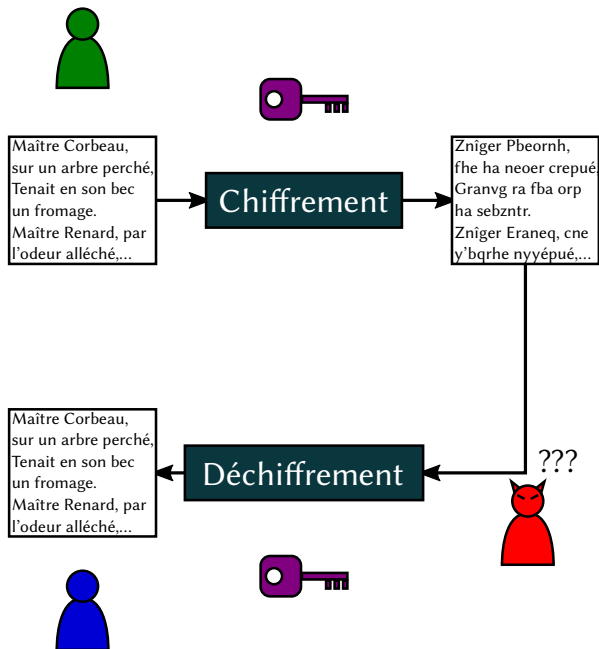 Maître Corbeau,
sur un arbre perché,
Tenait en son bec
un fromage.
Maître Renard, par
l'odeur alléché,...
Chiffrement
Znîger Pbeornh,
fhe ha neoer crepué,
Granvg ra fba orp
ha sebzntr.
Znîger Eraneq, cne
y'bqrhe nyyépué,...
Maître Corbeau,
sur un arbre perché,
Tenait en son bec
un fromage.
Maître Renard, par
l'odeur alléché,...
Déchiffrement
???